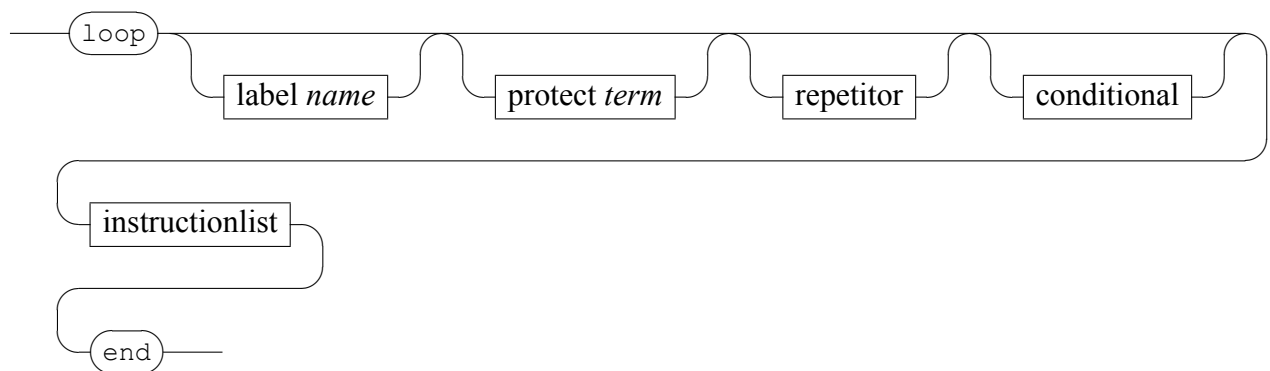 loop
label name protect term repetitor conditional
instructionlist
end